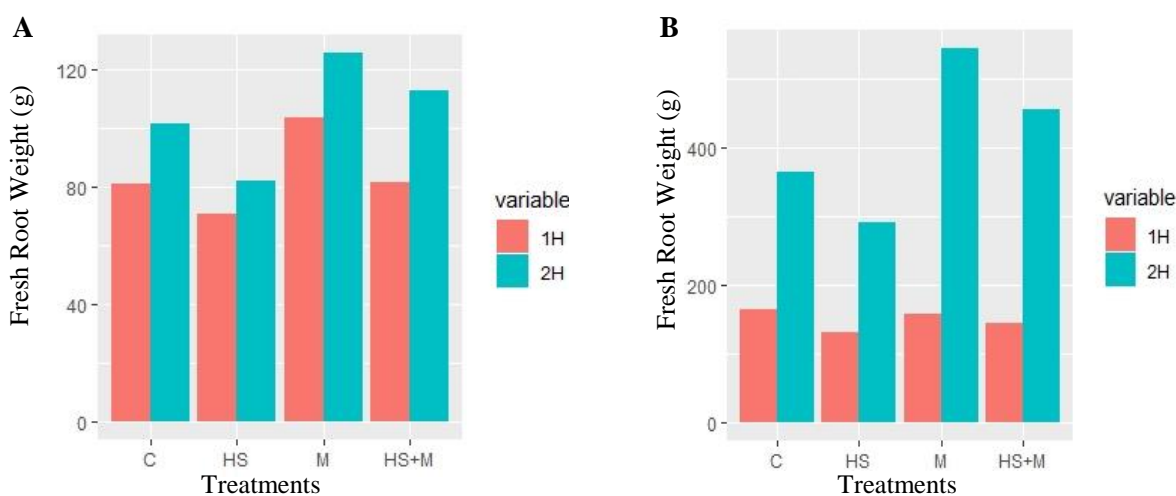 A
Fresh Root Weight (g)
120
80
40
0
C HS M HS+M
Treatments
variable
1H
2H
B
Fresh Root Weight (g)
400
200
0
C HS M HS+M
Treatments
variable
1H
2H